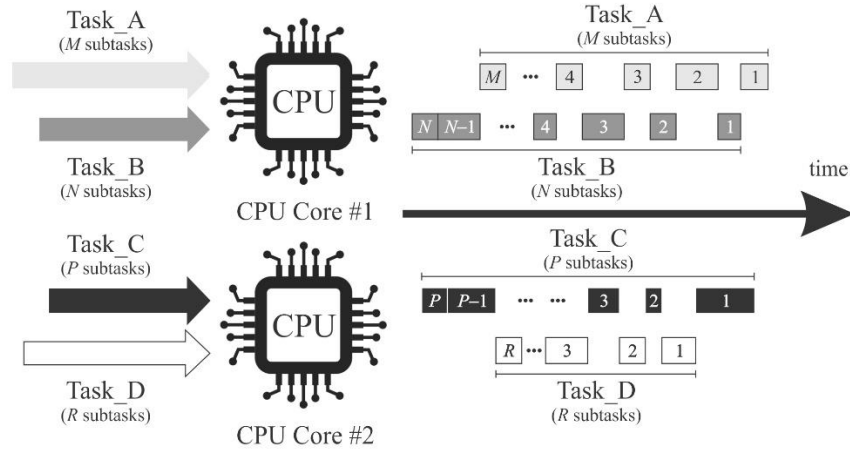 Task_A
(M subtasks)
CPU
Task_B
(N subtasks)
CPU Core #1
Task_A
(M subtasks)
M ... 4 3 2 1
N N–1 ... 4 3 2 1
Task_B
(N subtasks)
time
Task_C
(P subtasks)
CPU
Task_D
(R subtasks)
CPU Core #2
Task_C
(P subtasks)
P P–1 ... ... 3 2 1
R ... 3 2 1
Task_D
(R subtasks)